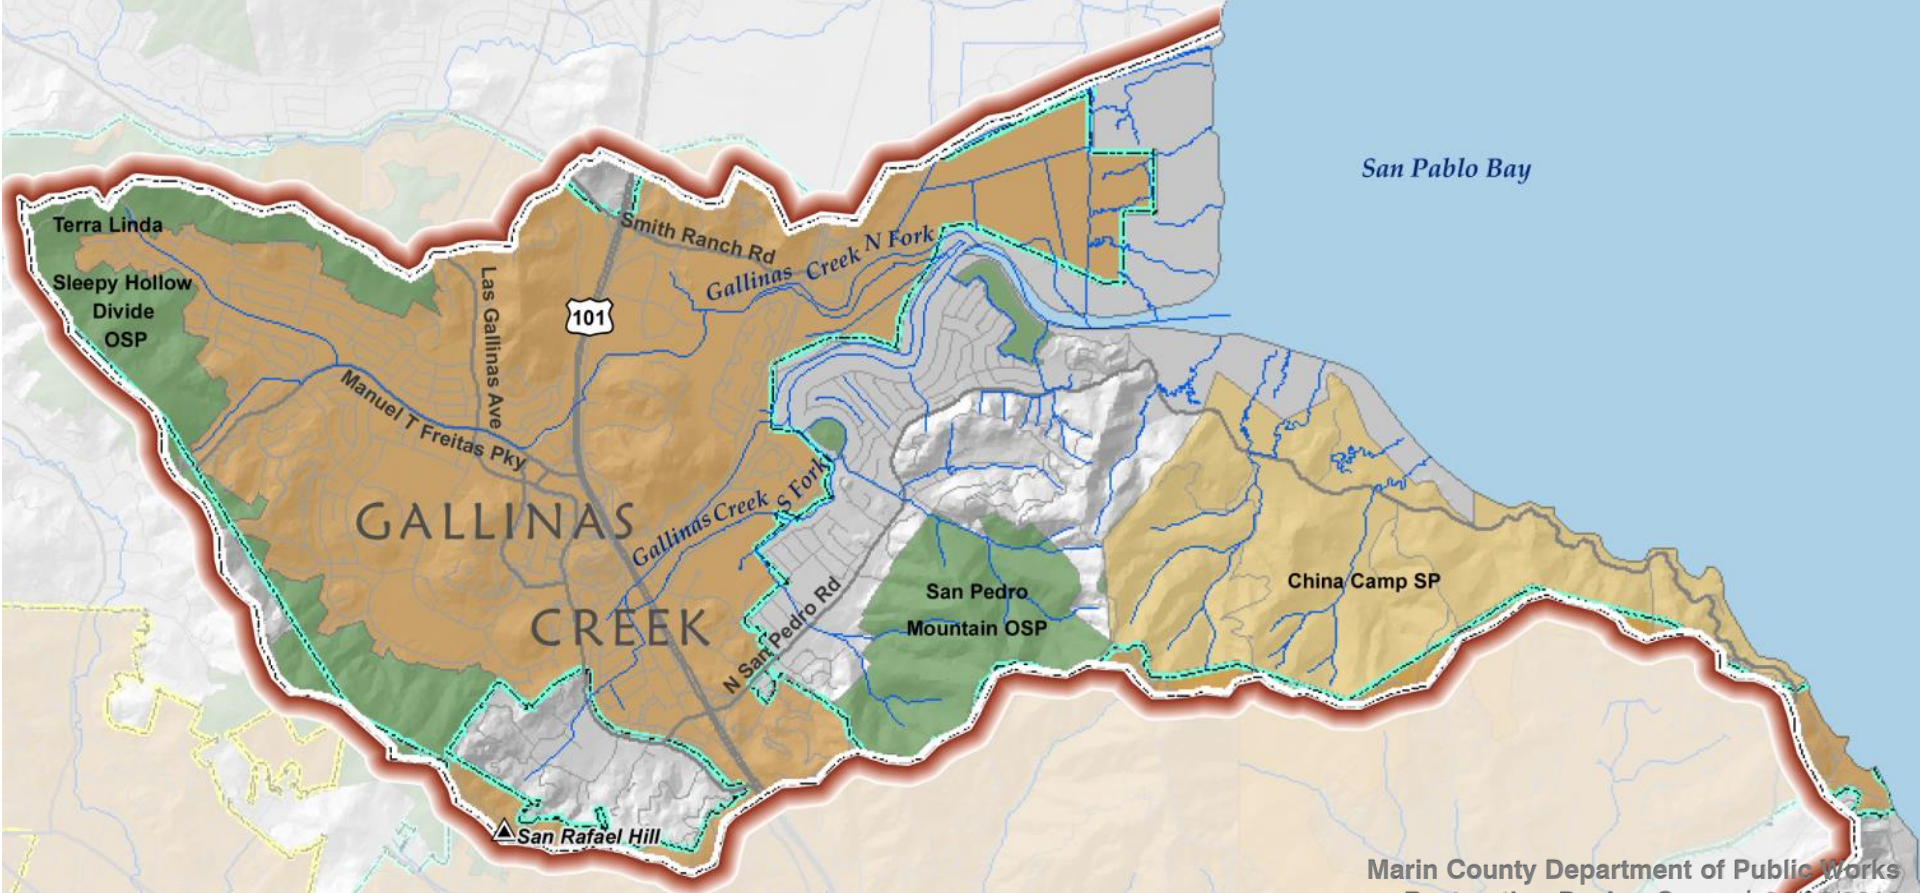 San Pablo Bay
Terra Linda
Sleepy Hollow
Divide
OSP
Smith Ranch Rd
Gallinas Creek N Fork
Las Gallinas Ave
101
Manuel T Freitas Pky
GALLINAS
CREEK
Gallinas Creek S Fork
N San Pedro Rd
San Pedro
Mountain OSP
China Camp SP
San Rafael Hill
Marin County Department of Public Works